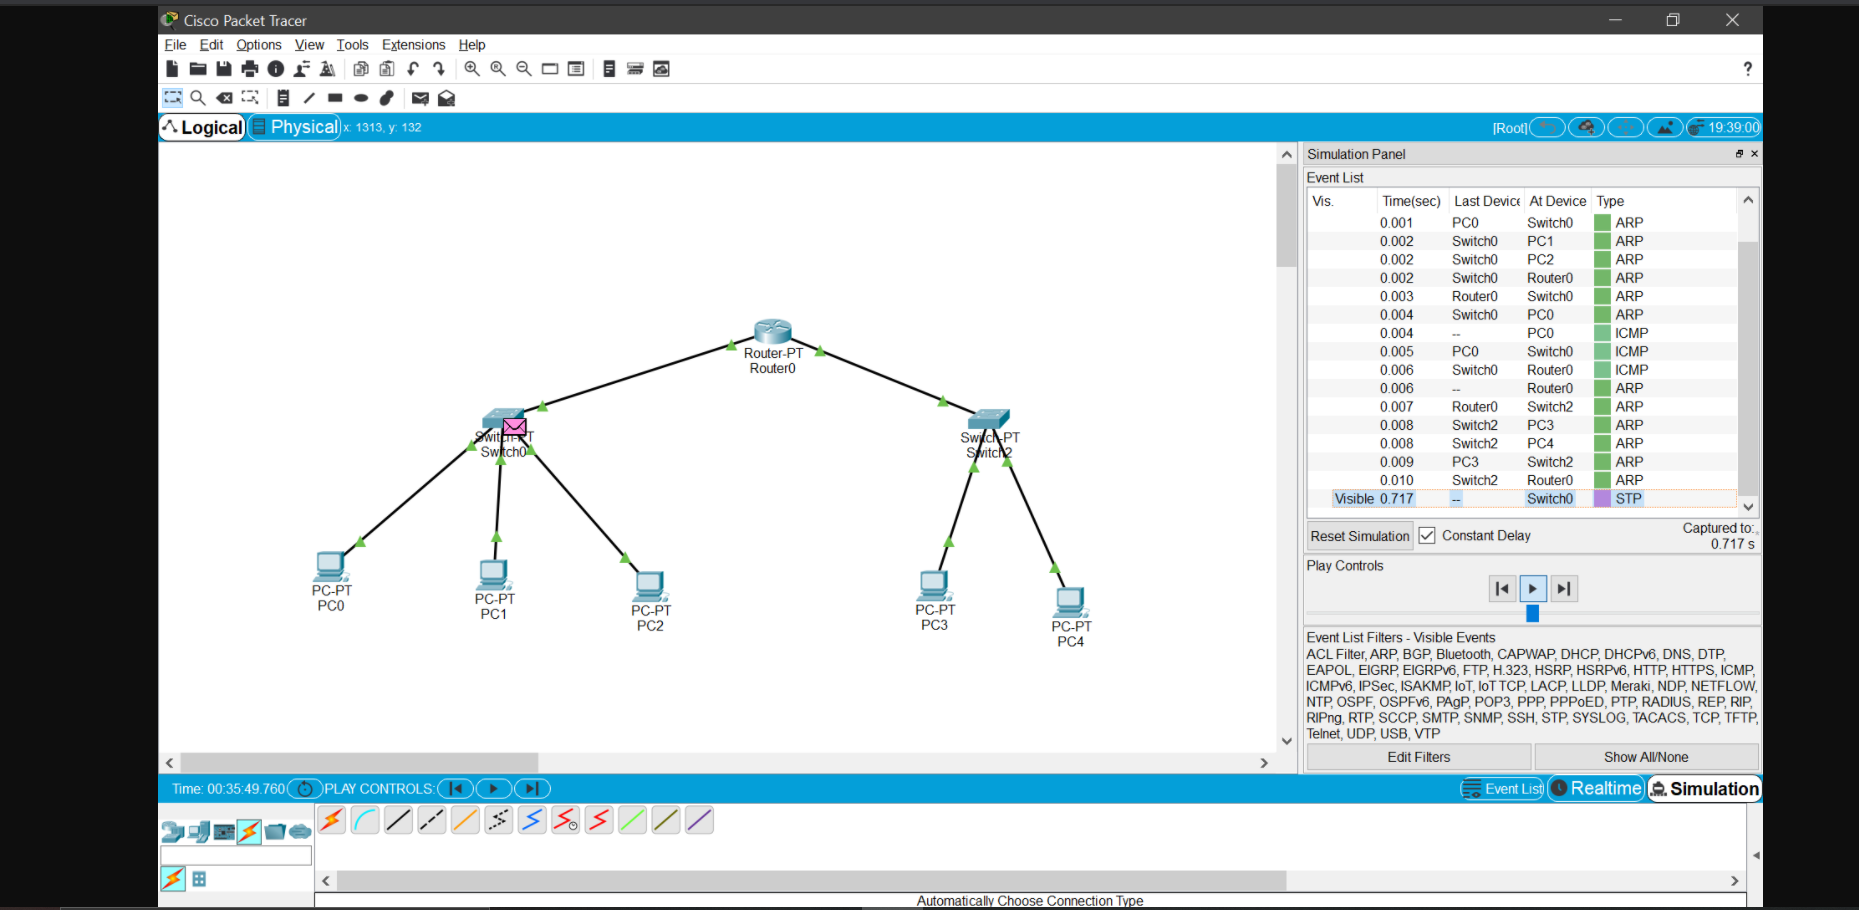 Cisco Packet Tracer
File Edit Options View Tools Extensions Help
?
Logical Physical x: 1313, y: 132 [Root] 19:39:00
Simulation Panel
Event List
Vis. Time(sec) Last Device At Device Type
0.001 PC0 Switch0 ARP
0.002 Switch0 PC1 ARP
0.002 Switch0 PC2 ARP
0.002 Switch0 Router0 ARP
0.003 Router0 Switch0 ARP
0.004 Switch0 PC0 ARP
0.004 -- PC0 ICMP
0.005 PC0 Switch0 ICMP
0.006 Switch0 Router0 ICMP
0.006 -- Router0 ARP
0.007 Router0 Switch2 ARP
0.008 Switch2 PC3 ARP
0.008 Switch2 PC4 ARP
0.009 PC3 Switch2 ARP
0.010 Switch2 Router0 ARP
Visible 0.717 -- Switch0 STP
Reset Simulation Constant Delay Captured to:
0.717 s
Play Controls
Event List Filters - Visible Events
ACL Filter, ARP, BGP, Bluetooth, CAPWAP, DHCP, DHCPv6, DNS, DTP,
EAPOL, EIGRP, EIGRPv6, FTP, H.323, HSRP, HSRPv6, HTTP, HTTPS, ICMP,
ICMPv6, IPSec, ISAKMP, IoT, IoT TCP, LACP, LLDP, Meraki, NDP, NETFLOW,
NTP, OSPF, OSPFv6, PAgP, POP3, PPP, PPPoED, PTP, RADIUS, REP, RIP,
RIPng, RTP, SCCP, SMTP, SNMP, SSH, STP, SYSLOG, TACACS, TCP, TFTP,
Telnet, UDP, USB, VTP
Edit Filters Show All/None
Router-PT
Router0
Switch-PT
Switch0
Switch-PT
Switch2
PC-PT
PC0
PC-PT
PC1
PC-PT
PC2
PC-PT
PC3
PC-PT
PC4
Time: 00:35:49.760 PLAY CONTROLS: Event List Realtime Simulation
Automatically Choose Connection Type